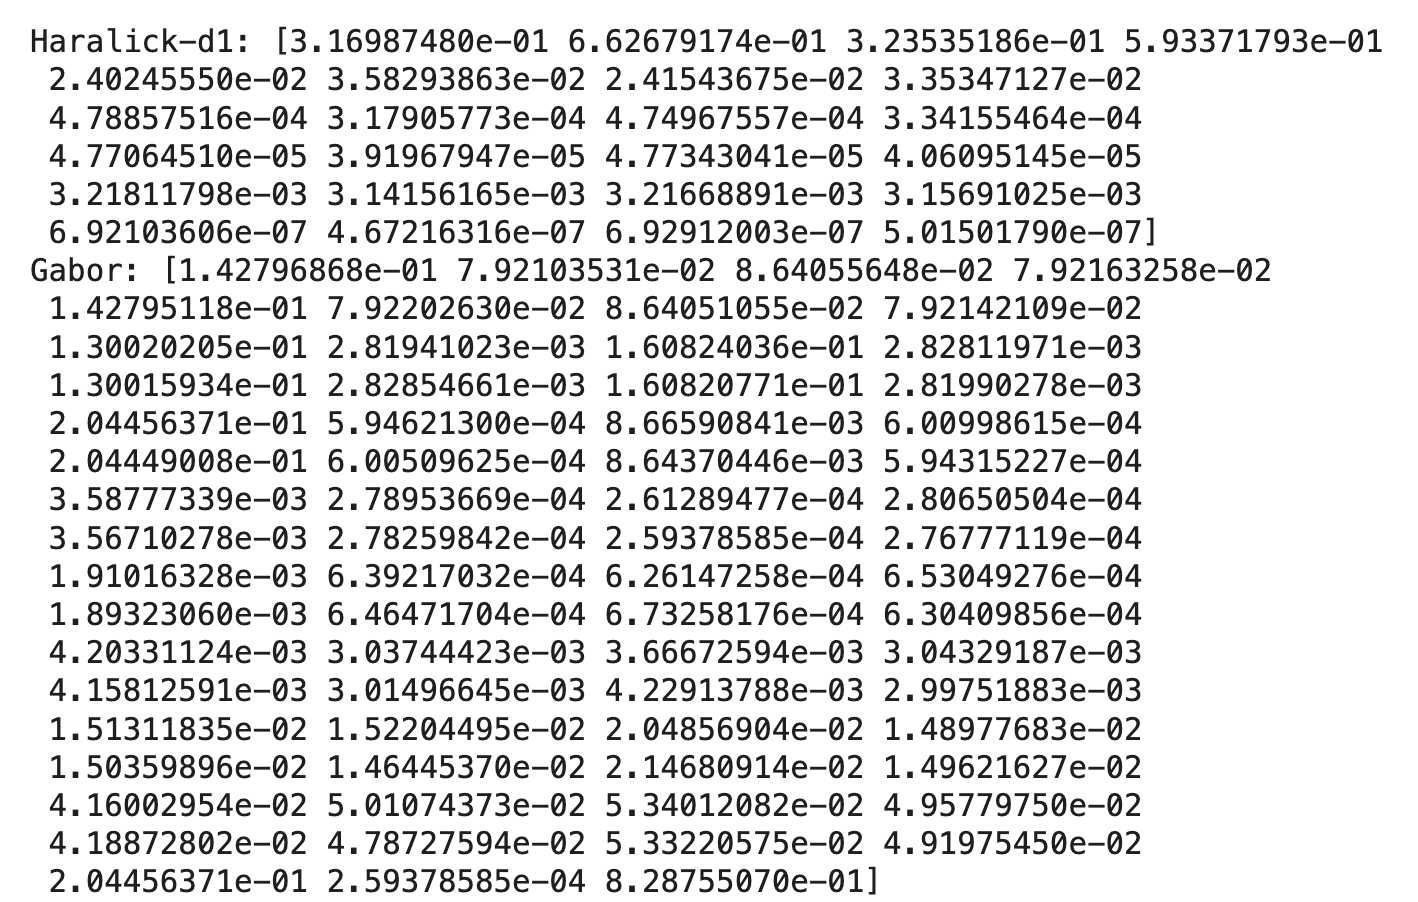 Haralick-d1: [3.16987480e-01 6.62679174e-01 3.23535186e-01 5.93371793e-01
2.40245550e-02 3.58293863e-02 2.41543675e-02 3.35347127e-02
4.78857516e-04 3.17905773e-04 4.74967557e-04 3.34155464e-04
4.77064510e-05 3.91967947e-05 4.77343041e-05 4.06095145e-05
3.21811798e-03 3.14156165e-03 3.21668891e-03 3.15691025e-03
6.92103606e-07 4.67216316e-07 6.92912003e-07 5.01501790e-07]
Gabor: [1.42796868e-01 7.92103531e-02 8.64055648e-02 7.92163258e-02
1.42795118e-01 7.92202630e-02 8.64051055e-02 7.92142109e-02
1.30020205e-01 2.81941023e-03 1.60824036e-01 2.82811971e-03
1.30015934e-01 2.82854661e-03 1.60820771e-01 2.81990278e-03
2.04456371e-01 5.94621300e-04 8.66590841e-03 6.00998615e-04
2.04449008e-01 6.00509625e-04 8.64370446e-03 5.94315227e-04
3.58777339e-03 2.78953669e-04 2.61289477e-04 2.80650504e-04
3.56710278e-03 2.78259842e-04 2.59378585e-04 2.76777119e-04
1.91016328e-03 6.39217032e-04 6.26147258e-04 6.53049276e-04
1.89323060e-03 6.46471704e-04 6.73258176e-04 6.30409856e-04
4.20331124e-03 3.03744423e-03 3.66672594e-03 3.04329187e-03
4.15812591e-03 3.01496645e-03 4.22913788e-03 2.99751883e-03
1.51311835e-02 1.52204495e-02 2.04856904e-02 1.48977683e-02
1.50359896e-02 1.46445370e-02 2.14680914e-02 1.49621627e-02
4.16002954e-02 5.01074373e-02 5.34012082e-02 4.95779750e-02
4.18872802e-02 4.78727594e-02 5.33220575e-02 4.91975450e-02
2.04456371e-01 2.59378585e-04 8.28755070e-01]